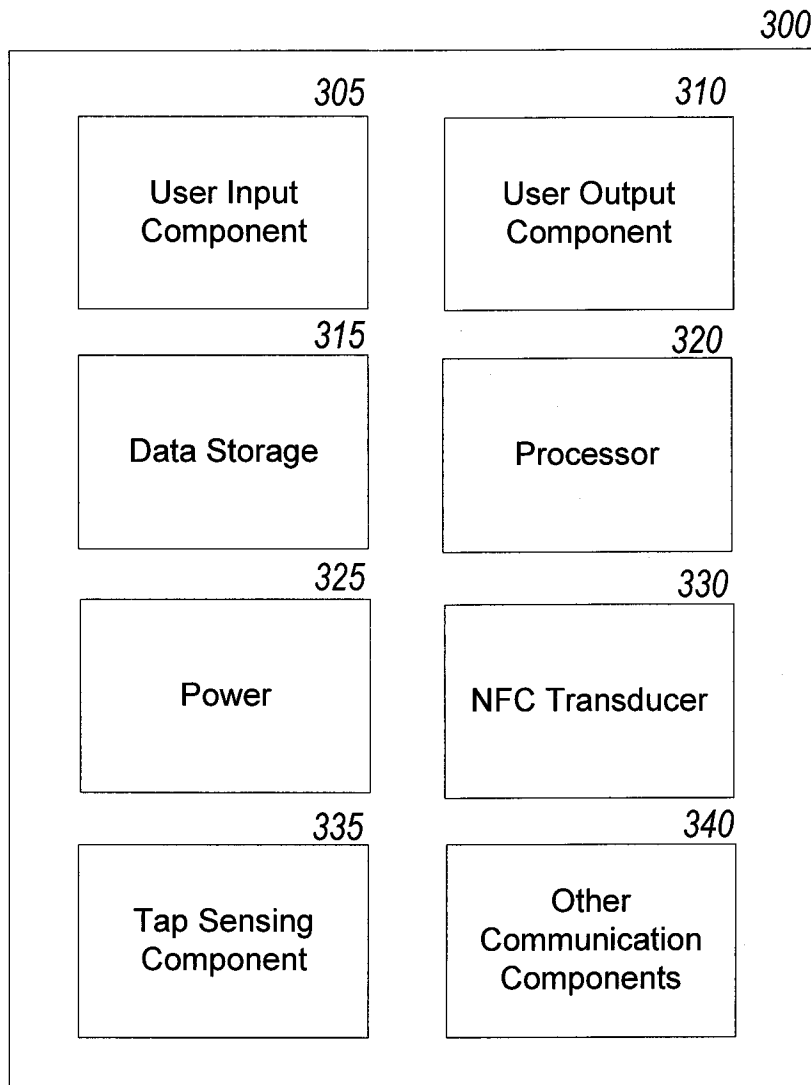 300
305
310
User Input
Component
User Output
Component
315
320
Data Storage
Processor
325
330
Power
NFC Transducer
335
340
Tap Sensing
Component
Other
Communication
Components